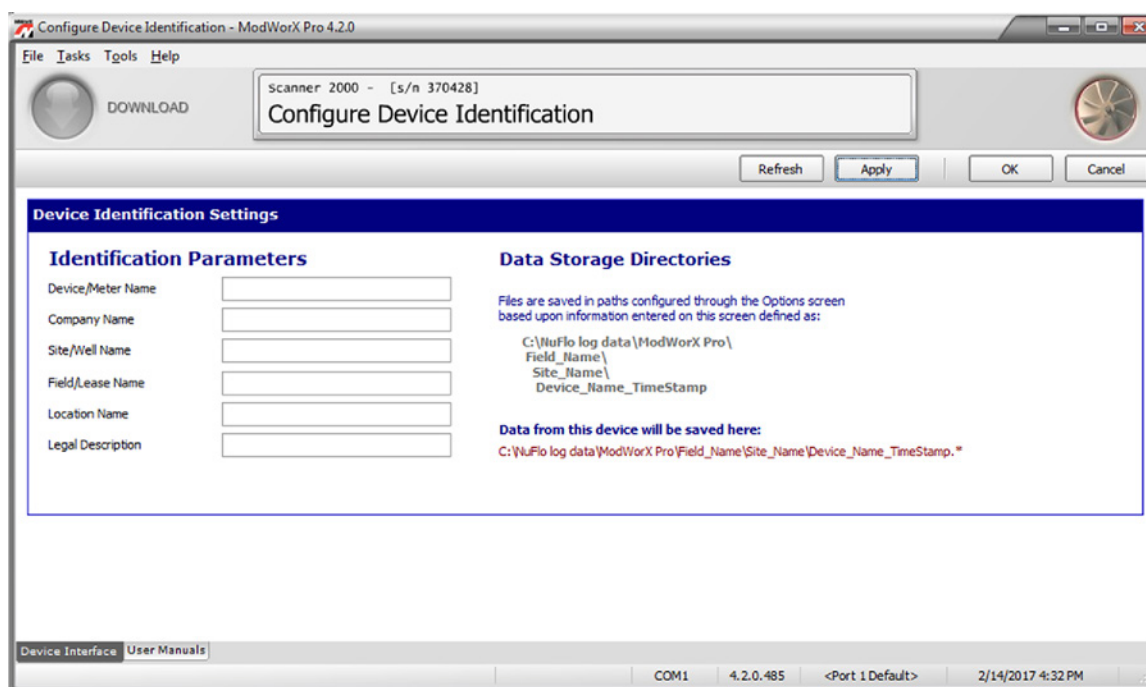 Configure Device Identification - ModWorX Pro 4.2.0
File Tasks Tools Help
DOWNLOAD
Scanner 2000 - [s/n 370428]
Configure Device Identification
Refresh Apply OK Cancel
Device Identification Settings
Identification Parameters
Device/Meter Name
Company Name
Site/Well Name
Field/Lease Name
Location Name
Legal Description
Data Storage Directories
Files are saved in paths configured through the Options screen
based upon information entered on this screen defined as:
C:\NuFlo log data\ModWorX Pro\
Field_Name\
Site_Name\
Device_Name_TimeStamp
Data from this device will be saved here:
C:\NuFlo log data\ModWorX Pro\Field_Name\Site_Name\Device_Name_TimeStamp.*
Device Interface User Manuals
COM1 4.2.0.485 <Port 1 Default> 2/14/2017 4:32 PM